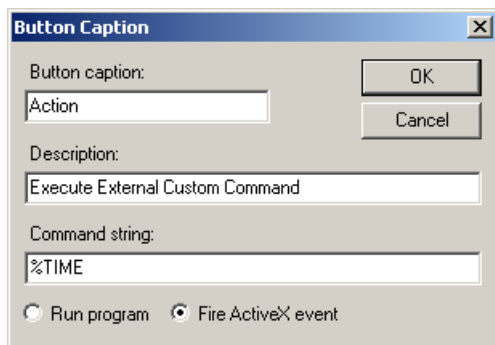 Button Caption
Button caption:
OK
Action
Cancel
Description:
Execute External Custom Command
Command string:
%TIME
Run program
Fire ActiveX event